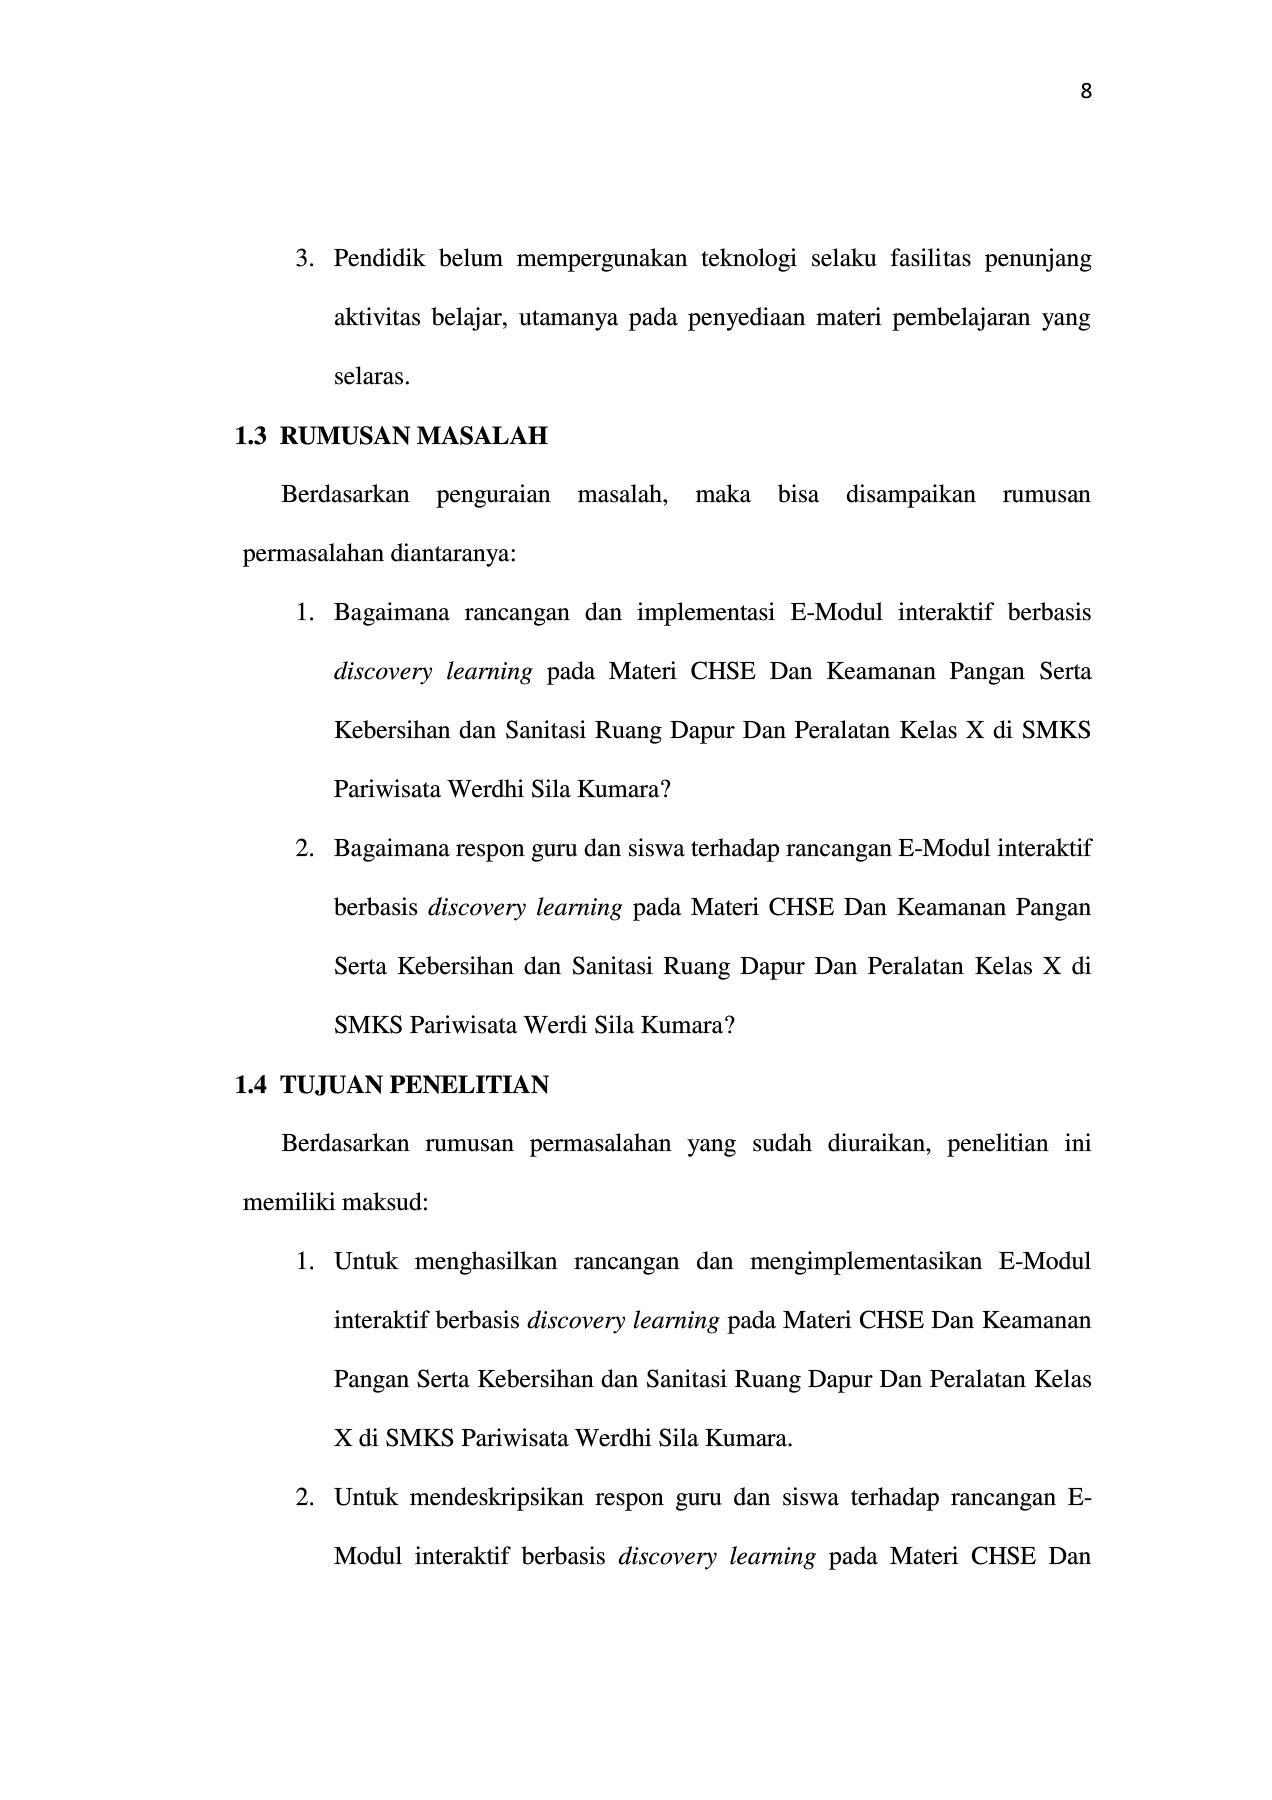 8
3. Pendidik belum mempergunakan teknologi selaku fasilitas penunjang
aktivitas belajar, utamanya pada penyediaan materi pembelajaran yang
selaras.
1.3 RUMUSAN MASALAH
Berdasarkan penguraian masalah, maka bisa disampaikan rumusan
permasalahan diantaranya:
1. Bagaimana rancangan dan implementasi E-Modul interaktif berbasis
discovery learning pada Materi CHSE Dan Keamanan Pangan Serta
Kebersihan dan Sanitasi Ruang Dapur Dan Peralatan Kelas X di SMKS
Pariwisata Werdhi Sila Kumara?
2. Bagaimana respon guru dan siswa terhadap rancangan E-Modul interaktif
berbasis discovery learning pada Materi CHSE Dan Keamanan Pangan
Serta Kebersihan dan Sanitasi Ruang Dapur Dan Peralatan Kelas X di
SMKS Pariwisata Werdi Sila Kumara?
1.4 TUJUAN PENELITIAN
Berdasarkan rumusan permasalahan yang sudah diuraikan, penelitian ini
memiliki maksud:
1. Untuk menghasilkan rancangan dan mengimplementasikan E-Modul
interaktif berbasis discovery learning pada Materi CHSE Dan Keamanan
Pangan Serta Kebersihan dan Sanitasi Ruang Dapur Dan Peralatan Kelas
X di SMKS Pariwisata Werdhi Sila Kumara.
2. Untuk mendeskripsikan respon guru dan siswa terhadap rancangan E-
Modul interaktif berbasis discovery learning pada Materi CHSE Dan